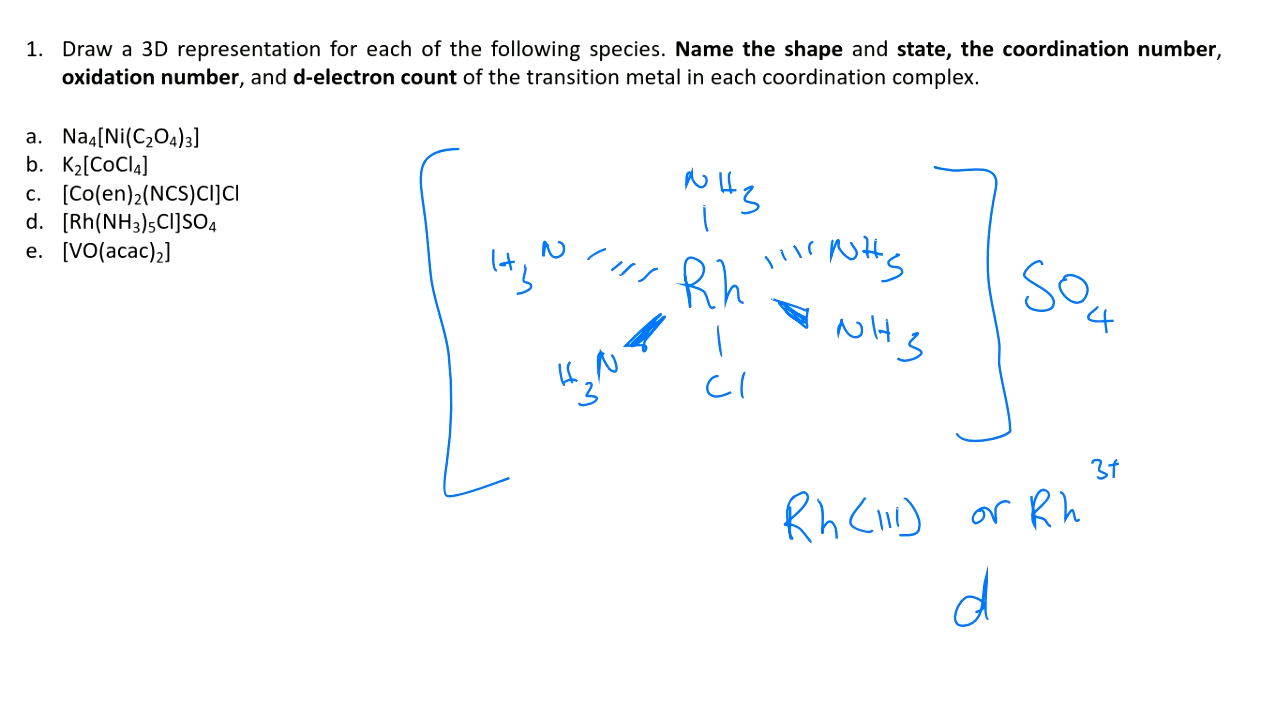 1. Draw a 3D representation for each of the following species. Name the shape and state, the coordination number,
oxidation number, and d-electron count of the transition metal in each coordination complex.
a. Na₄[Ni(C₂O₄)₃]
b. K₂[CoCl₄]
c. [Co(en)₂(NCS)Cl]Cl
d. [Rh(NH₃)₅Cl]SO₄
e. [VO(acac)₂]
NH₃
H₃N Rh NH₃
SO₄
H₃N NH₃
Cl
Rh(III) or Rh³⁺
d